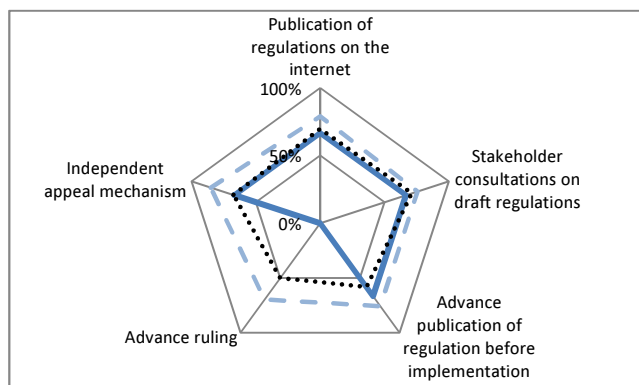 Publication of
regulations on the
internet
100%
50%
0%
Stakeholder
consultations on
draft regulations
Independent
appeal mechanism
Advance ruling
Advance
publication of
regulation before
implementation